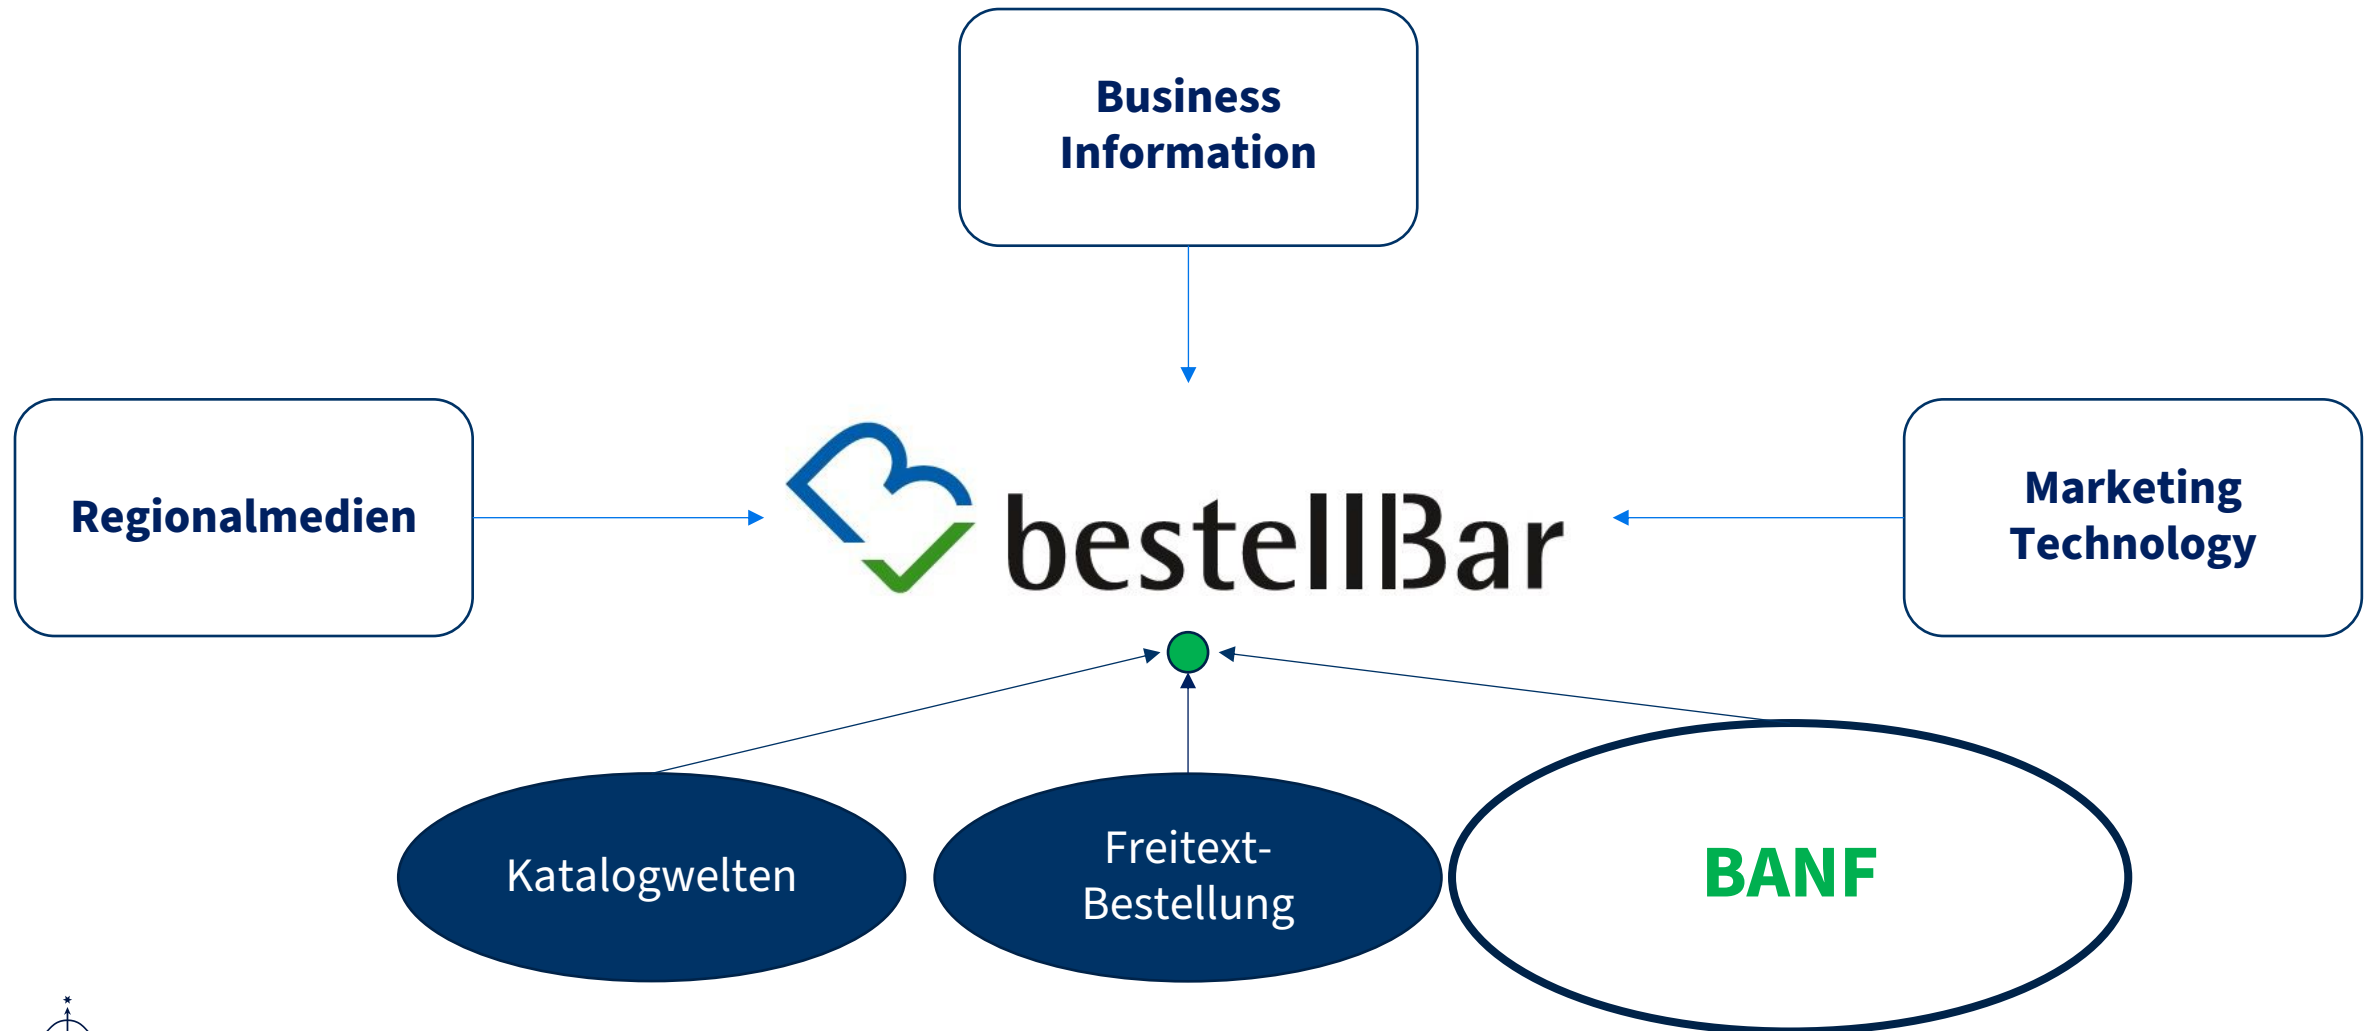 Business
Information
Regionalmedien
bestellBar
Marketing
Technology
Katalogwelten
Freitext-
Bestellung
BANF